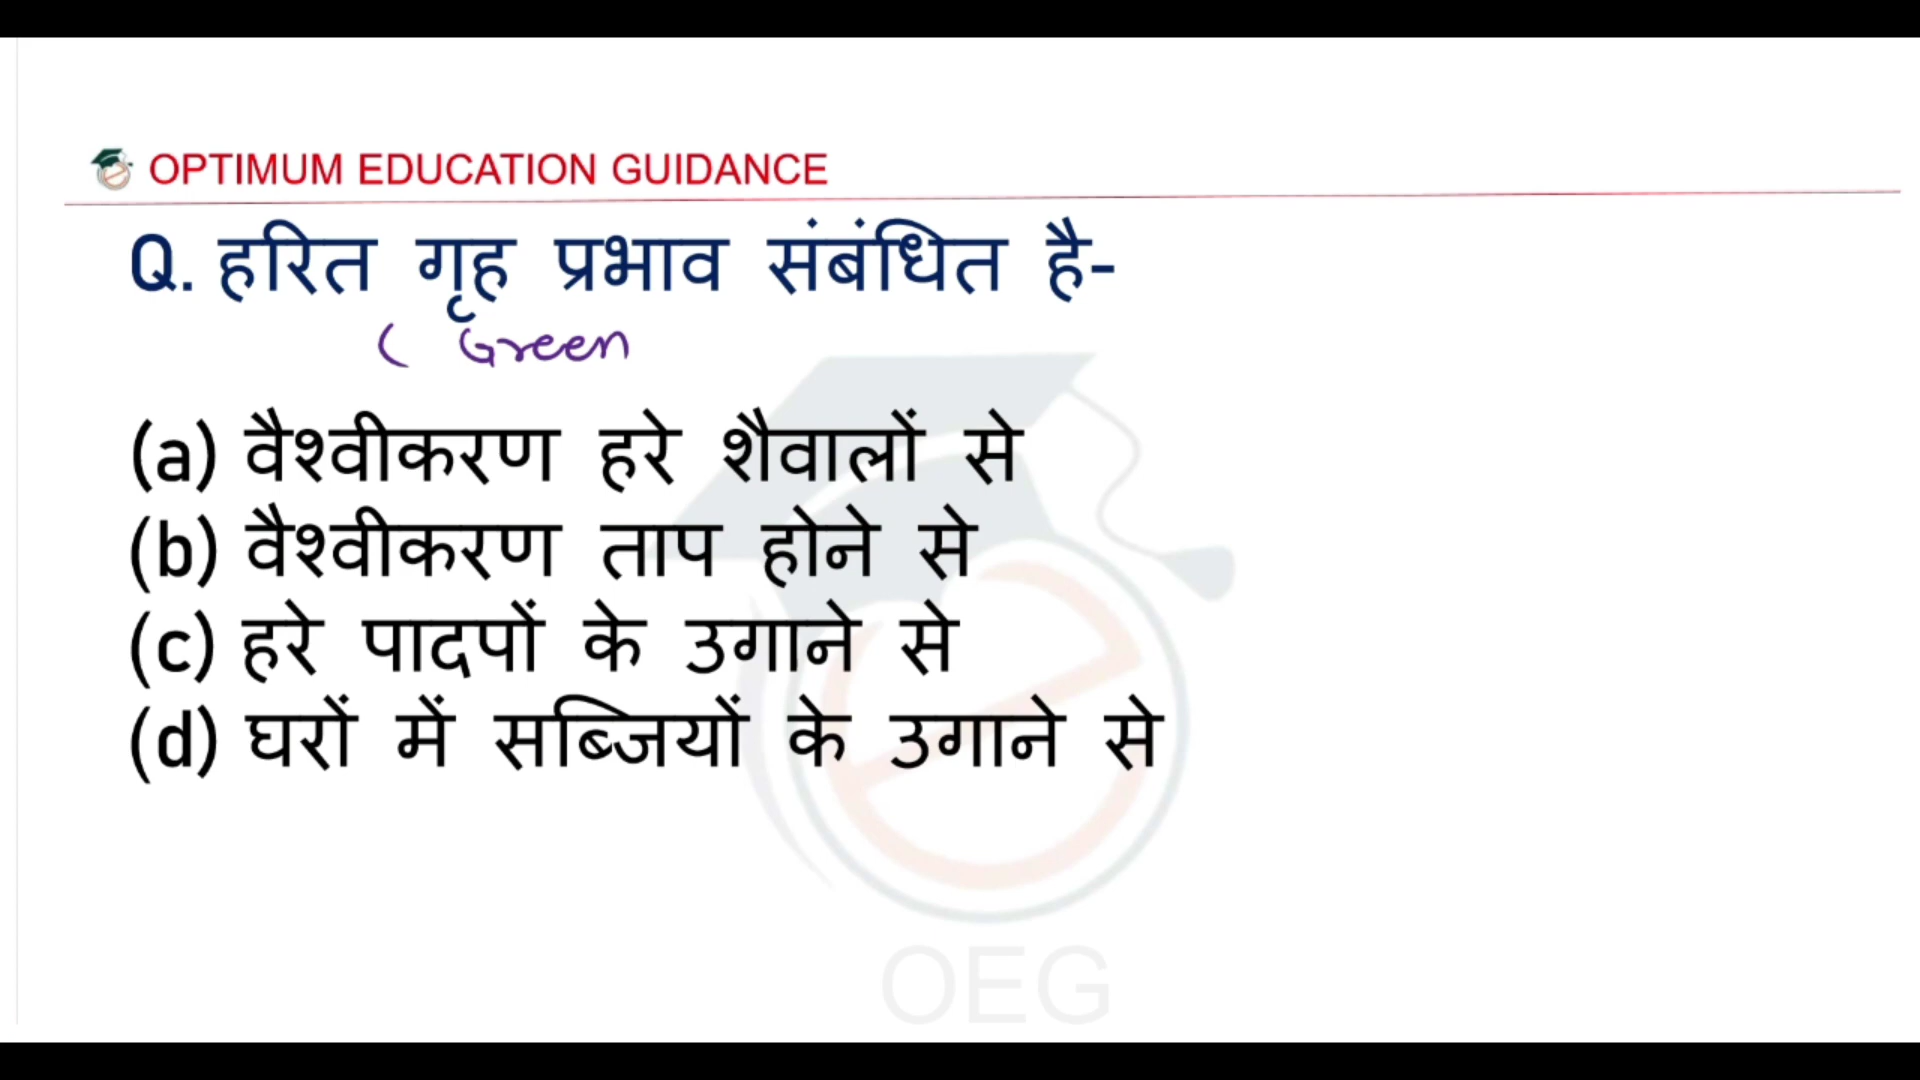 OPTIMUM EDUCATION GUIDANCE
Q. हरित गृह प्रभाव संबंधित है-
( Green
(a) वैश्वीकरण हरे शैवालों से
(b) वैश्वीकरण ताप होने से
(c) हरे पादपों के उगाने से
(d) घरों में सब्जियों के उगाने से
OEG